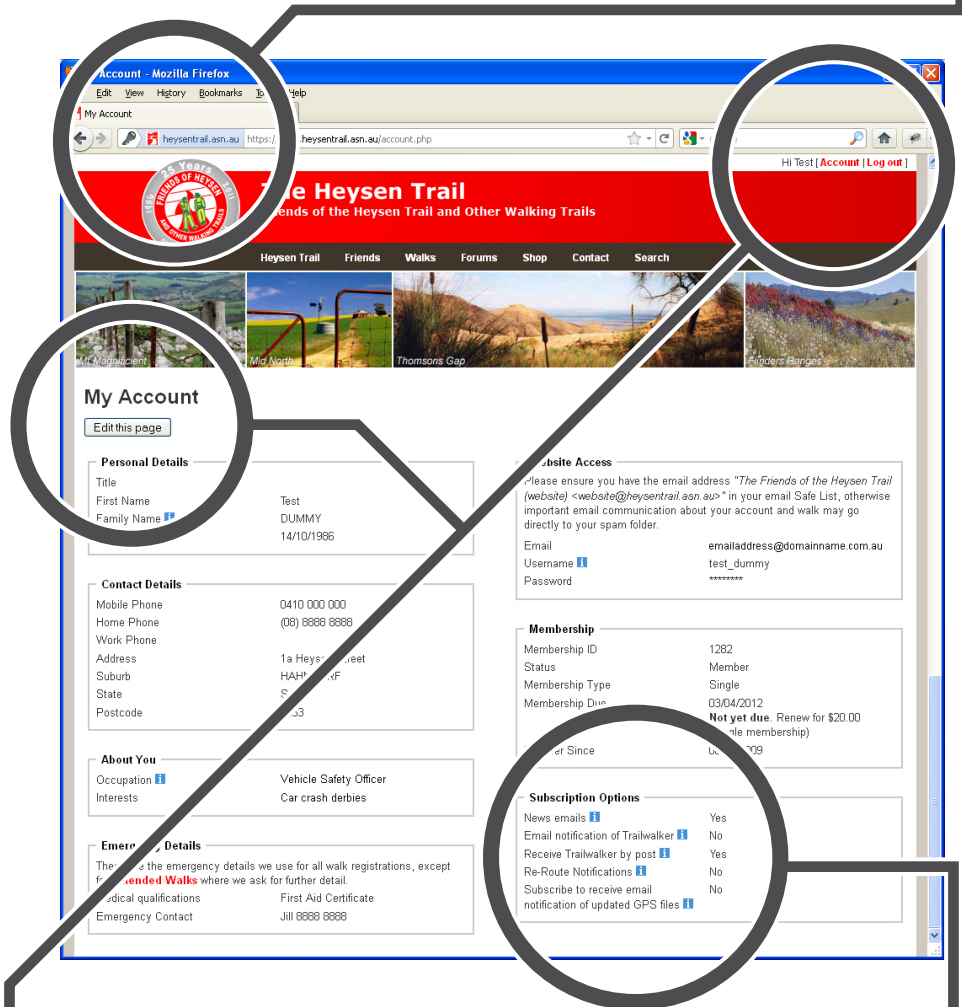 Account - Mozilla Firefox
Edit View History Bookmarks Help
My Account
heysentrail.asn.au https:/ .heysentrail.asn.au/account.php
Hi Test [ Account | Log out ]
25 Years
1986 2011
FRIENDS OF HEYSEN
AND OTHER WALKING TRAILS
The Heysen Trail
Friends of the Heysen Trail and Other Walking Trails
Heysen Trail Friends Walks Forums Shop Contact Search
Mt Magnificient
Mid North
Thomsons Gap
Flinders Ranges
My Account
Edit this page
Personal Details
Title
First Name Test
Family Name DUMMY
14/10/1986
Contact Details
Mobile Phone 0410 000 000
Home Phone (08) 8888 8888
Work Phone
Address 1a Heysen Street
Suburb
State
Postcode
About You
Occupation Vehicle Safety Officer
Interests Car crash derbies
Emergency Details
These are the emergency details we use for all walk registrations, except
for Extended Walks where we ask for further detail.
Medical qualifications First Aid Certificate
Emergency Contact Jill 8888 8888
Website Access
Please ensure you have the email address "The Friends of the Heysen Trail
(website) <website@heysentrail.asn.au>" in your email Safe List, otherwise
important email communication about your account and walk may go
directly to your spam folder.
Email emailaddress@domainname.com.au
Username test_dummy
Password ********
Membership
Membership ID 1282
Status Member
Membership Type Single
Membership Due 03/04/2012
Not yet due. Renew for $20.00
(single membership)
Member Since
Subscription Options
News emails Yes
Email notification of Trailwalker No
Receive Trailwalker by post Yes
Re-Route Notifications No
Subscribe to receive email No
notification of updated GPS files